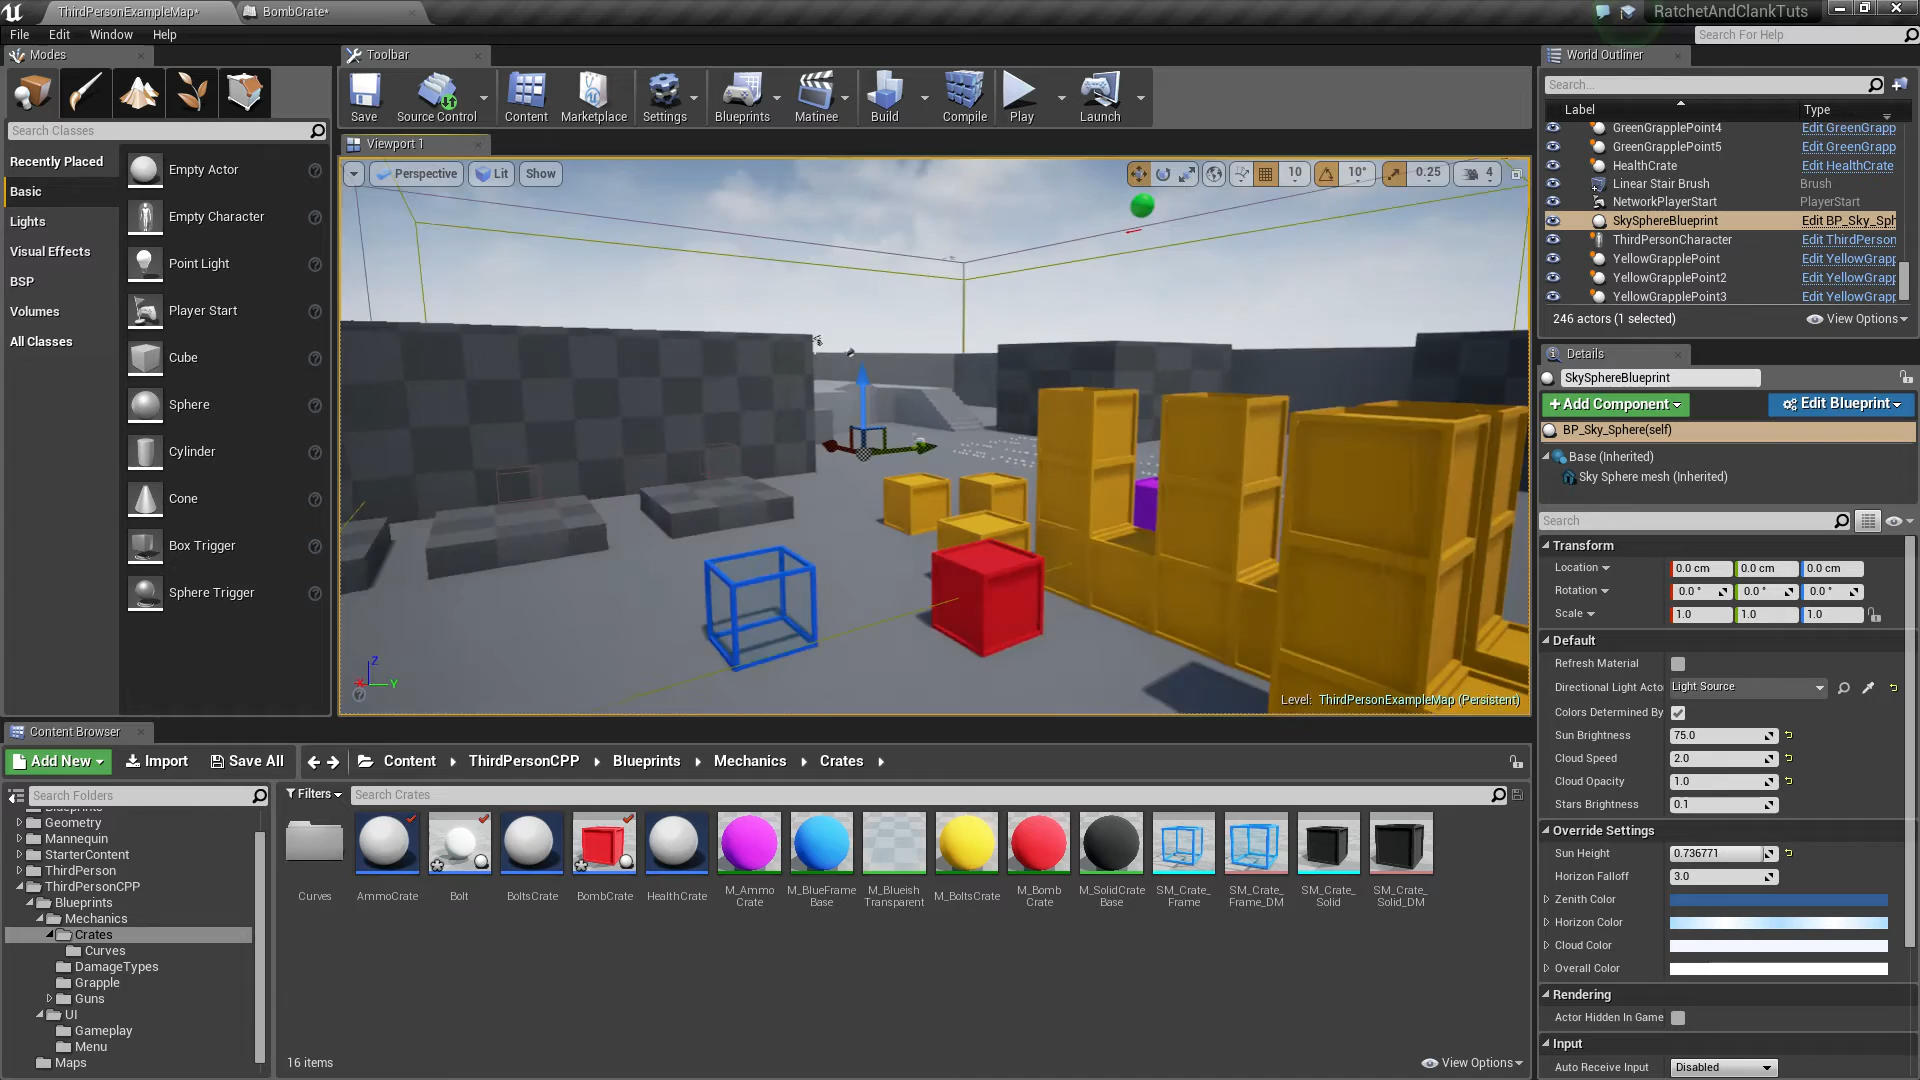 ThirdPersonExampleMap*
BombCrate*
RatchetAndClankTuts
File Edit Window Help
Search For Help
Modes
Toolbar
World Outliner
Save
Source Control
Content
Marketplace
Settings
Blueprints
Matinee
Build
Compile
Play
Launch
Search...
Label Type
Search Classes
Viewport 1
GreenGrapplePoint4 Edit GreenGrapp
GreenGrapplePoint5 Edit GreenGrapp
HealthCrate Edit HealthCrate
Linear Stair Brush Brush
NetworkPlayerStart PlayerStart
SkySphereBlueprint Edit BP_Sky_Sph
ThirdPersonCharacter Edit ThirdPerson
YellowGrapplePoint Edit YellowGrapp
YellowGrapplePoint2 Edit YellowGrapp
YellowGrapplePoint3 Edit YellowGrapp
246 actors (1 selected)
View Options
Recently Placed
Basic
Lights
Visual Effects
BSP
Volumes
All Classes
Empty Actor
Empty Character
Point Light
Player Start
Cube
Sphere
Cylinder
Cone
Box Trigger
Sphere Trigger
Perspective Lit Show
10 10° 0.25 4
Z
X
Y
Level: ThirdPersonExampleMap (Persistent)
Details
SkySphereBlueprint
+Add Component
Edit Blueprint
BP_Sky_Sphere(self)
Base (Inherited)
Sky Sphere mesh (Inherited)
Search
Transform
Location 0.0 cm 0.0 cm 0.0 cm
Rotation 0.0 ° 0.0 ° 0.0 °
Scale 1.0 1.0 1.0
Default
Refresh Material
Directional Light Acto Light Source
Colors Determined By
Sun Brightness 75.0
Cloud Speed 2.0
Cloud Opacity 1.0
Stars Brightness 0.1
Override Settings
Sun Height 0.736771
Horizon Falloff 3.0
Zenith Color
Horizon Color
Cloud Color
Overall Color
Rendering
Actor Hidden In Game
Input
Auto Receive Input Disabled
Content Browser
Add New Import Save All
Content ThirdPersonCPP Blueprints Mechanics Crates
Search Folders
Filters
Search Crates
Blueprints
Geometry
Mannequin
StarterContent
ThirdPerson
ThirdPersonCPP
Blueprints
Mechanics
Crates
Curves
DamageTypes
Grapple
Guns
UI
Gameplay
Menu
Maps
Curves
AmmoCrate
Bolt
BoltsCrate
BombCrate
HealthCrate
M_Ammo
Crate
M_BlueFrame
Base
M_Blueish
Transparent
M_BoltsCrate
M_Bomb
Crate
M_SolidCrate
Base
SM_Crate_
Frame
SM_Crate_
Frame_DM
SM_Crate_
Solid
SM_Crate_
Solid_DM
16 items
View Options